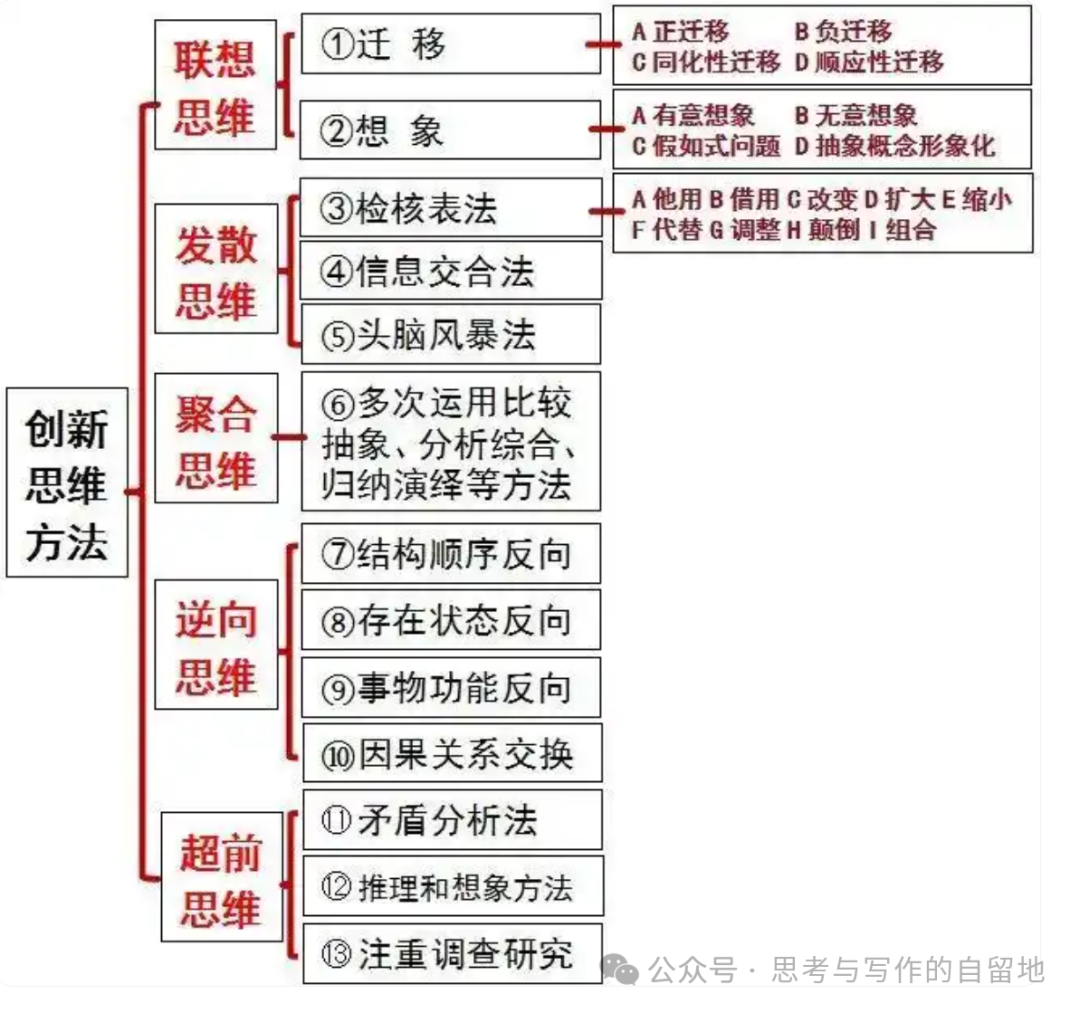 创新
思维
方法
联想
思维
①迁 移
A 正迁移 B 负迁移
C 同化性迁移 D 顺应性迁移
②想 象
A 有意想象 B 无意想象
C 假如式问题 D 抽象概念形象化
发散
思维
③检核表法
A 他用 B 借用 C 改变 D 扩大 E 缩小
F 代替 G 调整 H 颠倒 I 组合
④信息交合法
⑤头脑风暴法
聚合
思维
⑥多次运用比较
抽象、分析综合、
归纳演绎等方法
逆向
思维
⑦结构顺序反向
⑧存在状态反向
⑨事物功能反向
⑩因果关系交换
超前
思维
⑪矛盾分析法
⑫推理和想象方法
⑬注重调查研究
公众号·思考与写作的自留地